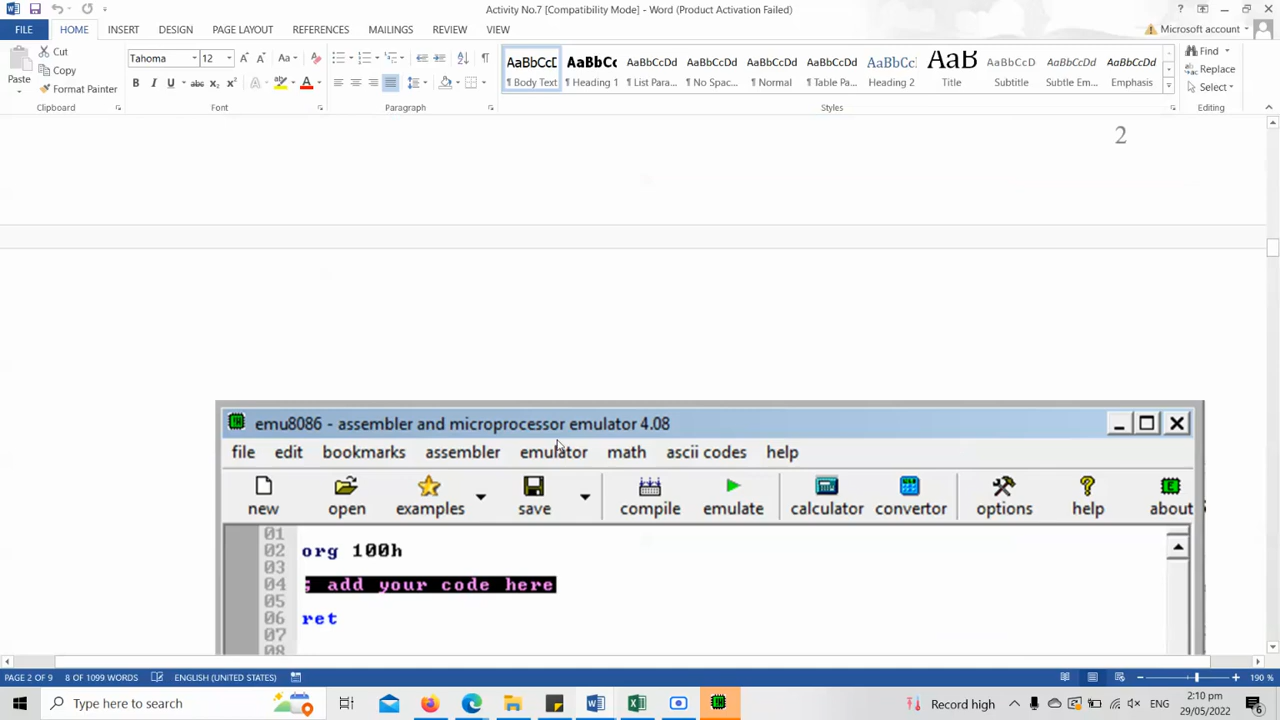 Activity No.7 [Compatibility Mode] - Word (Product Activation Failed)
FILE HOME INSERT DESIGN PAGE LAYOUT REFERENCES MAILINGS REVIEW VIEW Microsoft account
Paste
Cut
Copy
Format Painter
Clipboard
Tahoma 12
Font
Paragraph
AaBbCcD ¶ Body Text
AaBbCc ¶ Heading 1
AaBbCcDd ¶ List Para...
AaBbCcDd ¶ No Spac...
AaBbCcDd ¶ Normal
AaBbCcDd ¶ Table Pa...
AaBbCc ¶ Heading 2
AaB Title
AaBbCcDd Subtitle
AaBbCcDd Subtle Em...
AaBbCcDd Emphasis
Styles
Find
Replace
Select
Editing
2
emu8086 - assembler and microprocessor emulator 4.08
file edit bookmarks assembler emulator math ascii codes help
new open examples save compile emulate calculator convertor options help about
01
02 org 100h
03
04 ; add your code here
05
06 ret
07
08
PAGE 2 OF 9 8 OF 1099 WORDS ENGLISH (UNITED STATES) 190 %
Type here to search
Record high
ENG
2:10 pm
29/05/2022
6